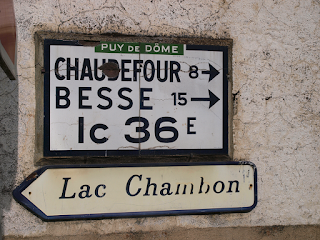 PUY DE DÔME
CHAUDEFOUR 8
BESSE 15
Ic 36 E
Lac Chambon